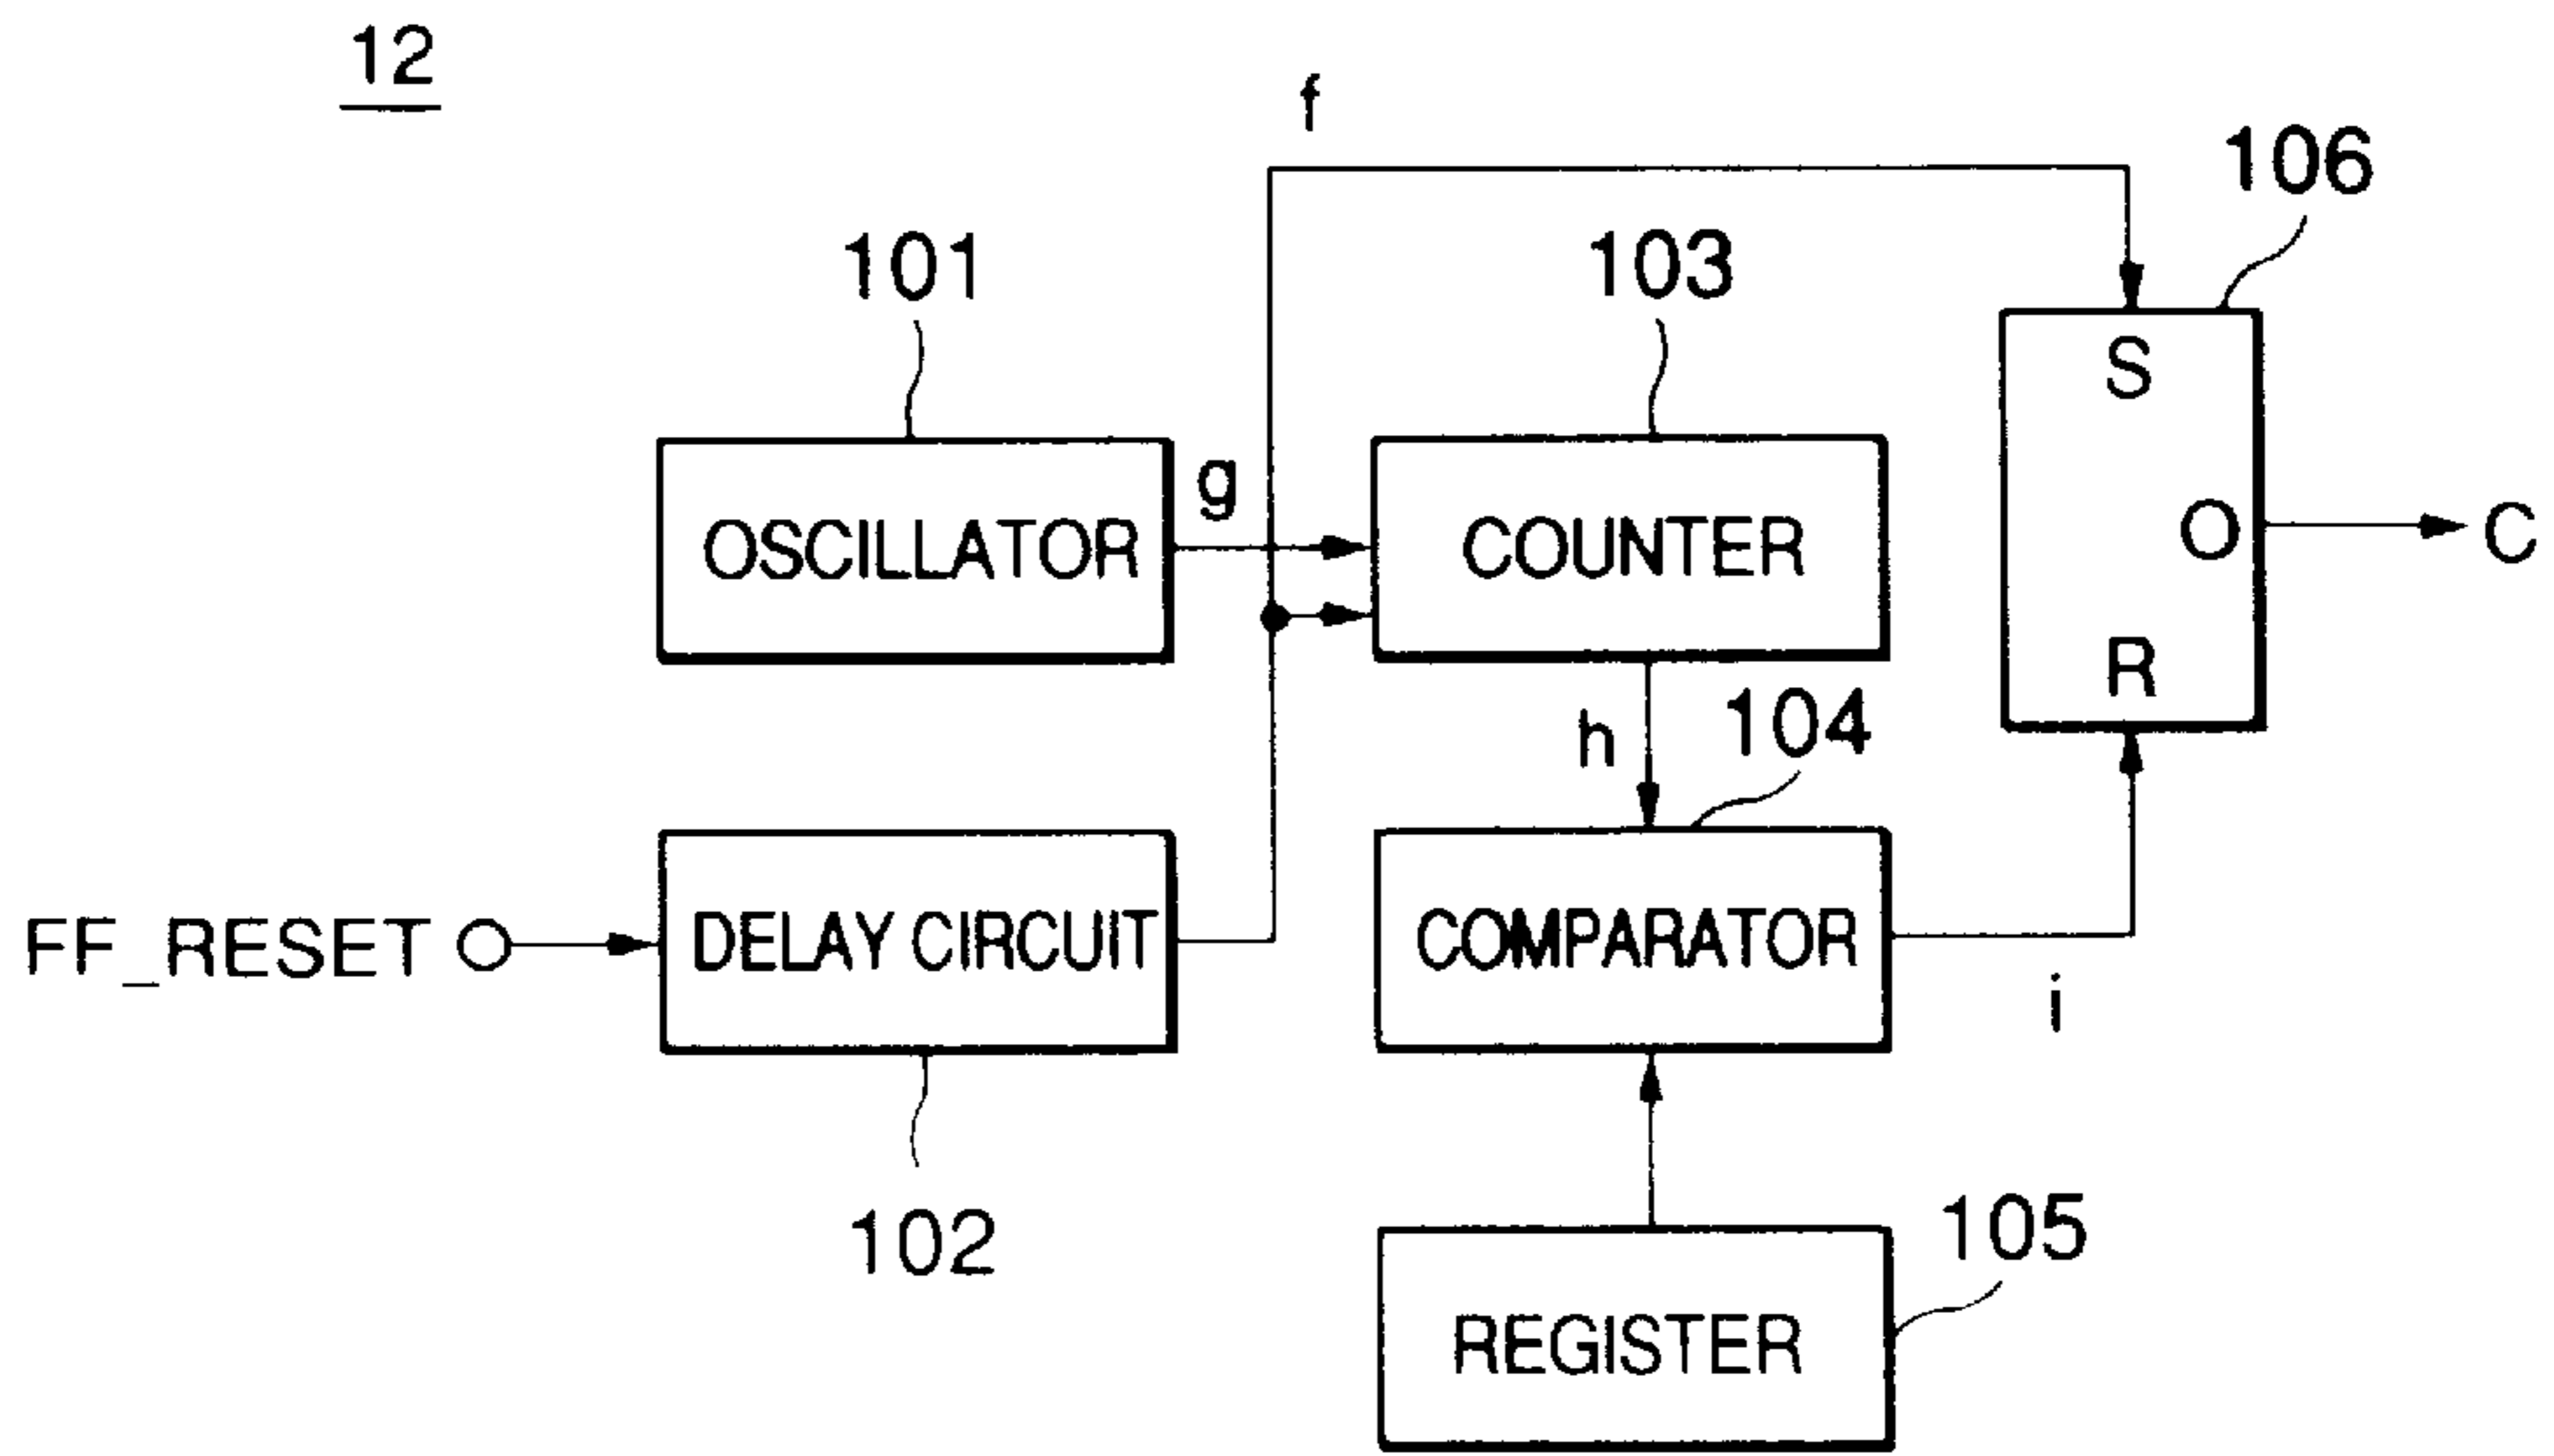 12
f
106
101
103
S
g
OSCILLATOR
COUNTER
O
C
R
h
104
FF_RESET
DELAY CIRCUIT
COMPARATOR
i
102
105
REGISTER